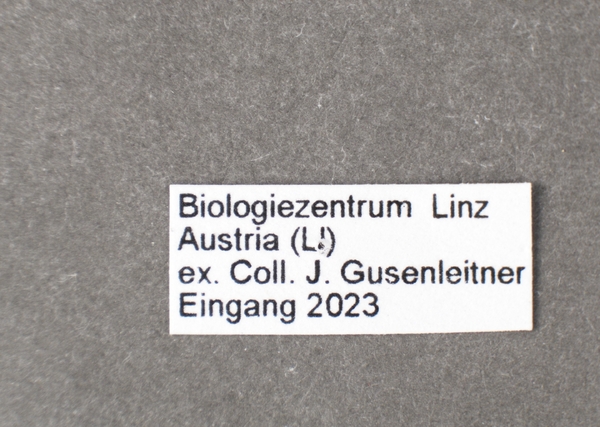 Biologiezentrum Linz
Austria (LI)
ex. Coll. J. Gusenleitner
Eingang 2023